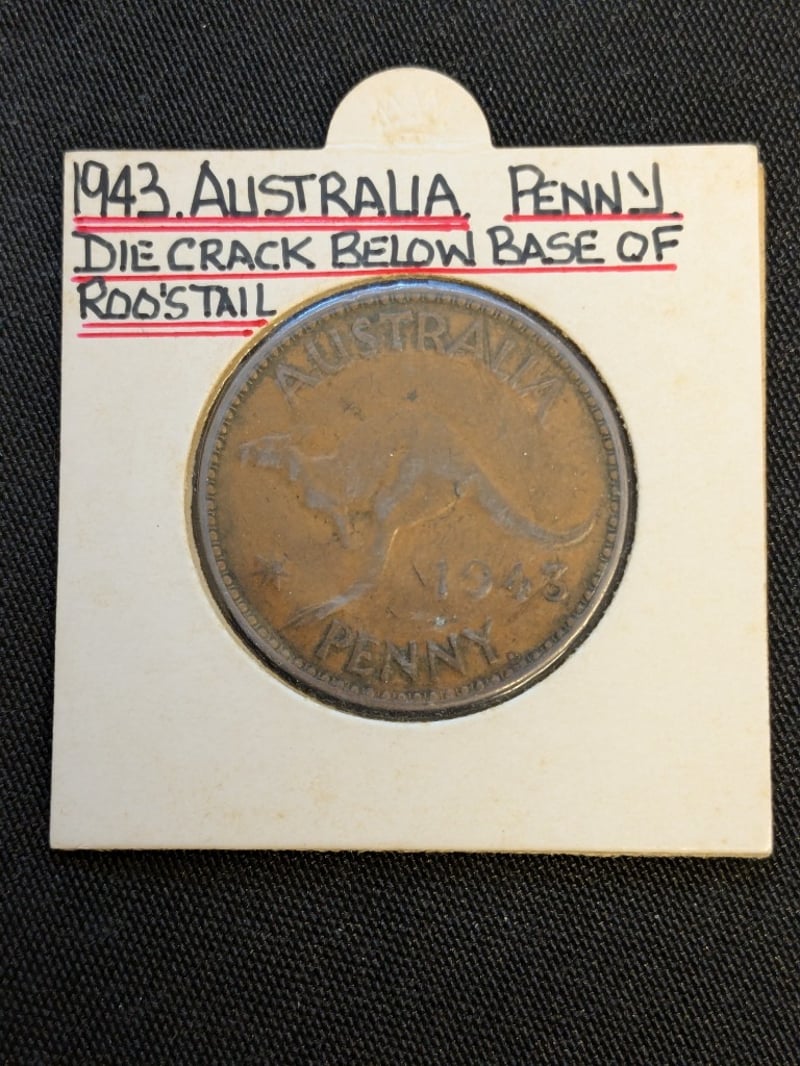 1943. AUSTRALIA. PENNY.
DIE CRACK BELOW BASE OF
ROO'S TAIL
AUSTRALIA
1943
PENNY.